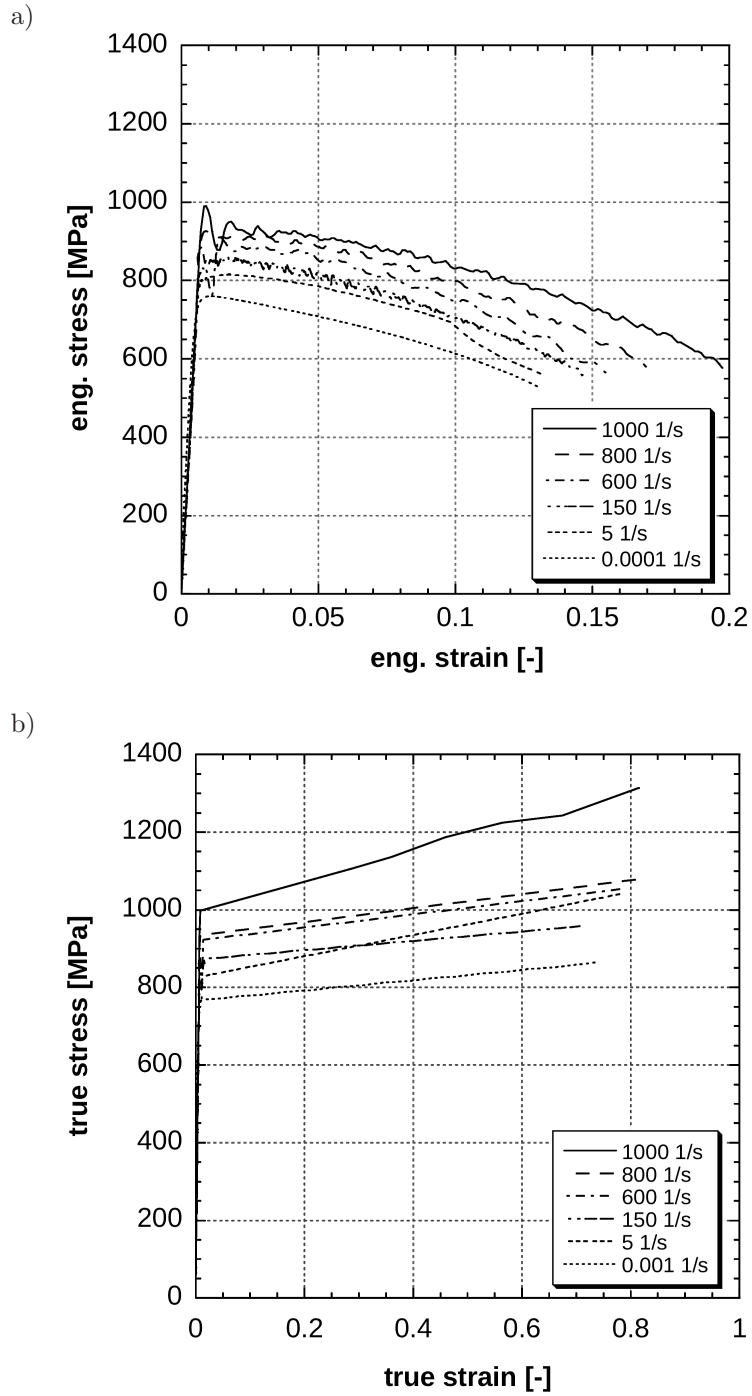 a)
1400
1200
1000
800
600
400
200
0
eng. stress [MPa]
1000 1/s
800 1/s
600 1/s
150 1/s
5 1/s
0.0001 1/s
0
0.05
0.1
0.15
0.2
eng. strain [-]
b)
1400
1200
1000
800
600
400
200
0
true stress [MPa]
1000 1/s
800 1/s
600 1/s
150 1/s
5 1/s
0.001 1/s
0
0.2
0.4
0.6
0.8
1
true strain [-]